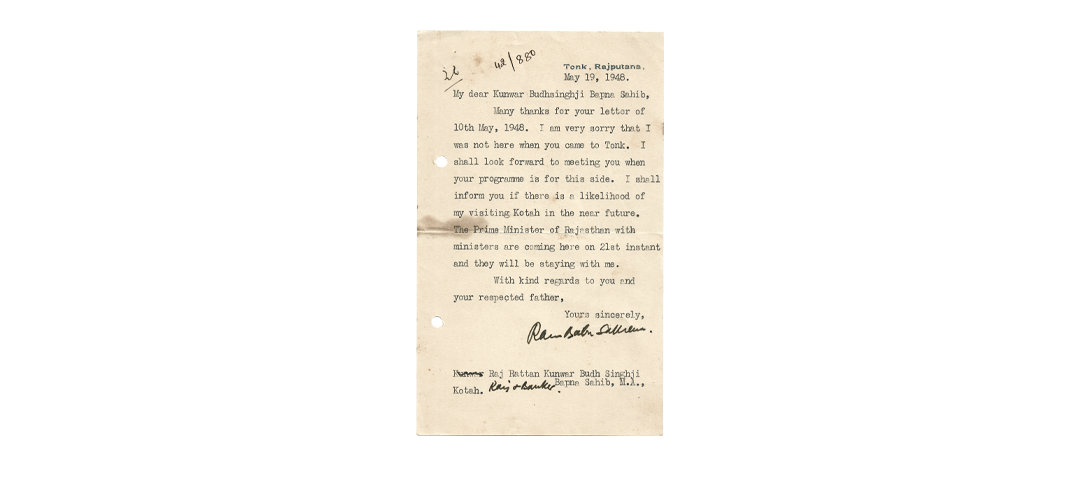 26
42/880
Tonk, Rajputana.
May 19, 1948.
My dear Kunwar Budhsinghji Bapna Sahib,
Many thanks for your letter of
10th May, 1948. I am very sorry that I
was not here when you came to Tonk. I
shall look forward to meeting you when
your programme is for this side. I shall
inform you if there is a likelihood of
my visiting Kotah in the near future.
The Prime Minister of Rajasthan with
ministers are coming here on 21st instant
and they will be staying with me.
With kind regards to you and
your respected father,
Yours sincerely,
Ram Babu Saksena.
Raj Rattan Kunwar Budh Singhji
Bapna Sahib, M.A.,
Kotah. Rais & Banker.